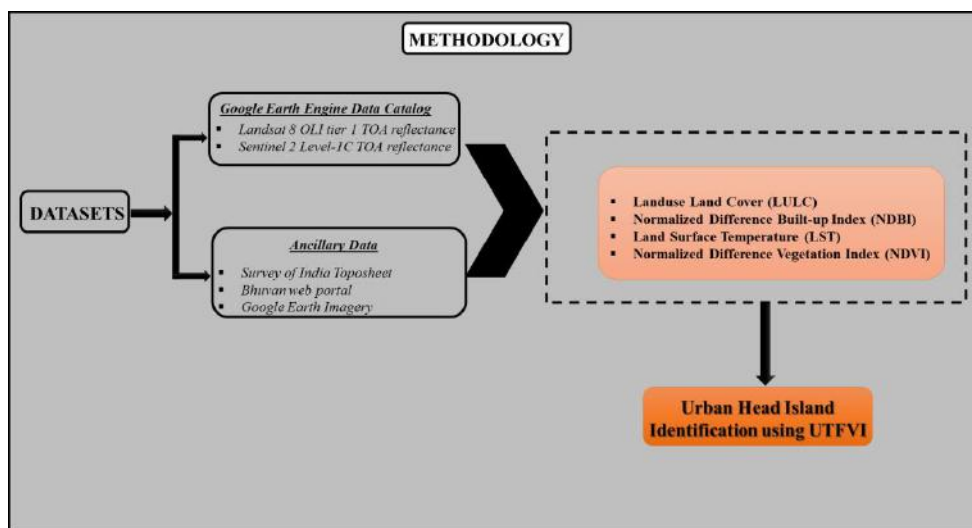 METHODOLOGY
Google Earth Engine Data Catalog
▪ Landsat 8 OLI tier 1 TOA reflectance
▪ Sentinel 2 Level-1C TOA reflectance
DATASETS
Ancillary Data
▪ Survey of India Toposheet
▪ Bhuvan web portal
▪ Google Earth Imagery
▪ Landuse Land Cover (LULC)
▪ Normalized Difference Built-up Index (NDBI)
▪ Land Surface Temperature (LST)
▪ Normalized Difference Vegetation Index (NDVI)
Urban Head Island
Identification using UTFVI